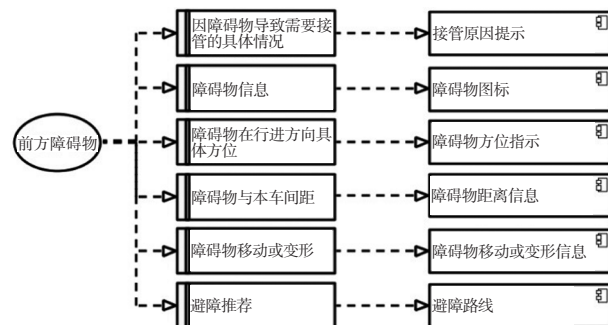 因障碍物导致需要接
管的具体情况
接管原因提示
障碍物信息
障碍物图标
前方障碍物
障碍物在行进方向具
体方位
障碍物方位指示
障碍物与本车间距
障碍物距离信息
障碍物移动或变形
障碍物移动或变形信息
避障推荐
避障路线